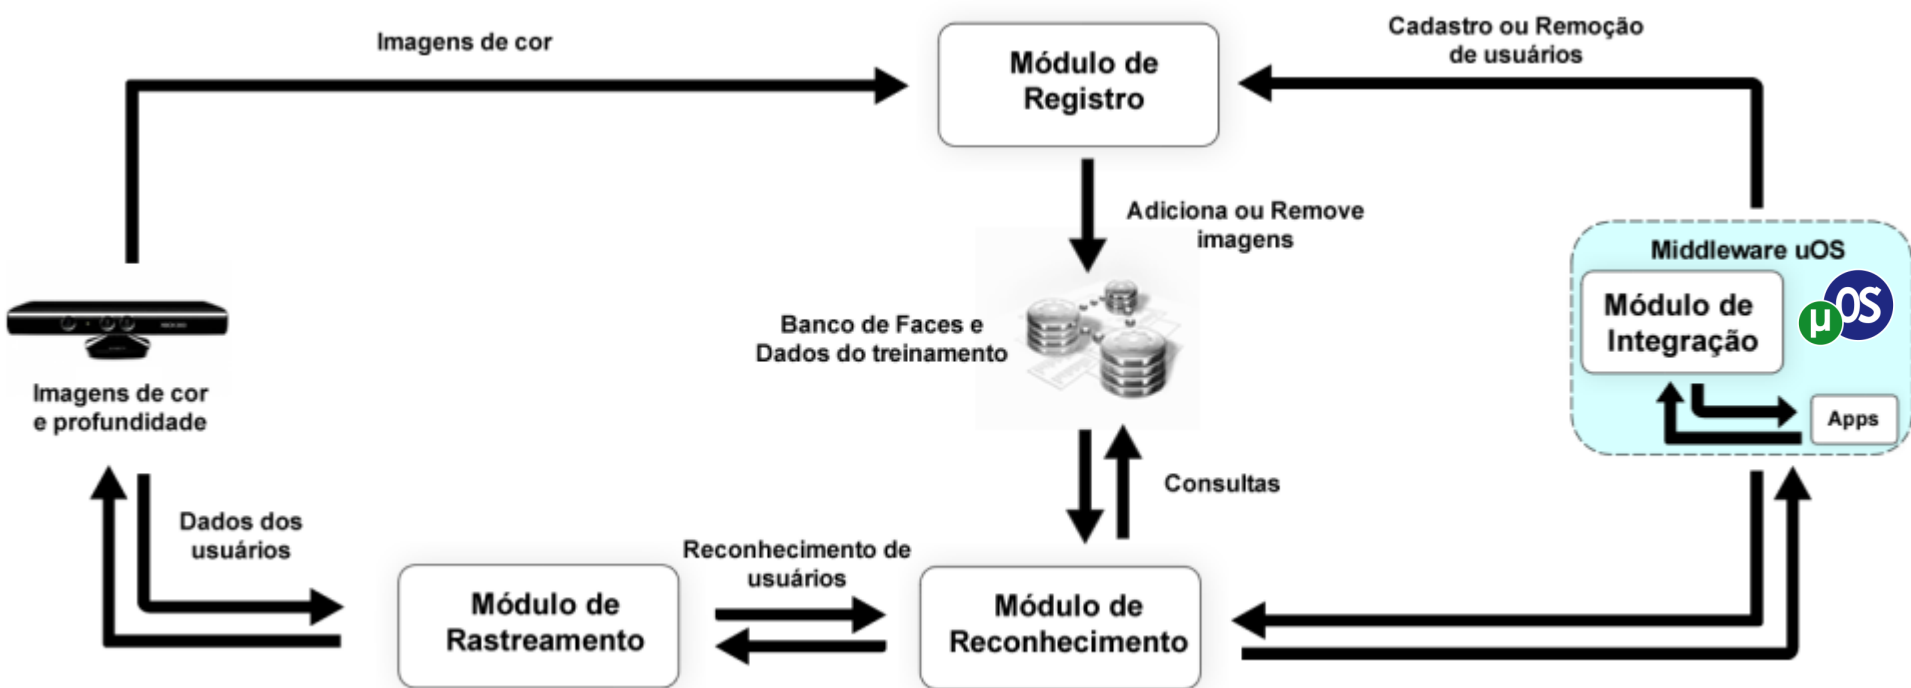 Imagens de cor
Módulo de
Registro
Cadastro ou Remoção
de usuários
Adiciona ou Remove
imagens
Middleware uOS
Módulo de
Integração
µOS
Apps
Banco de Faces e
Dados do treinamento
Imagens de cor
e profundidade
Consultas
Dados dos
usuários
Reconhecimento de
usuários
Módulo de
Rastreamento
Módulo de
Reconhecimento